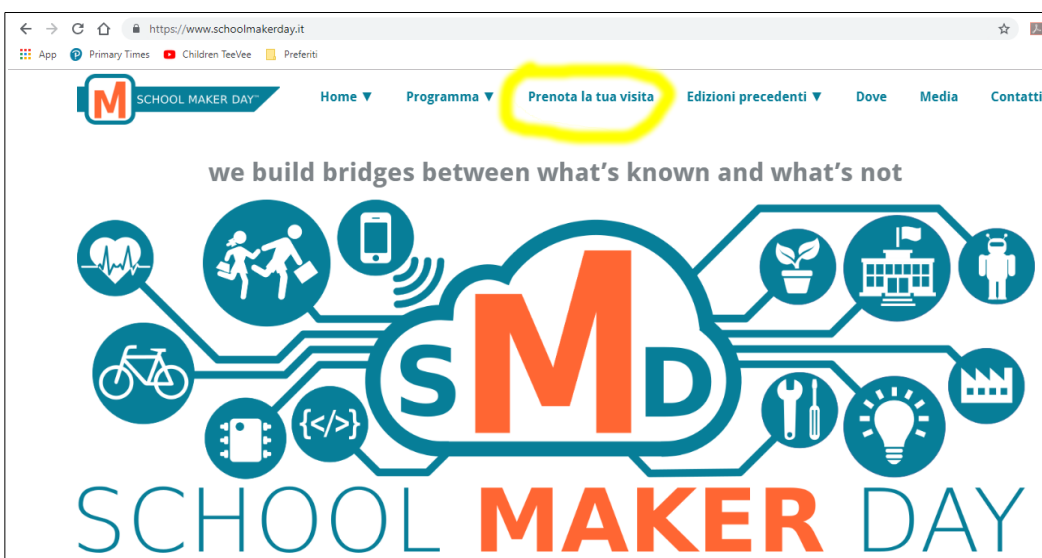 https://www.schoolmakerday.it
App Primary Times Children TeeVee Preferiti
M SCHOOL MAKER DAY™ Home ▼ Programma ▼ Prenota la tua visita Edizioni precedenti ▼ Dove Media Contatti
we build bridges between what's known and what's not
SMD
{</>}
SCHOOL MAKER DAY